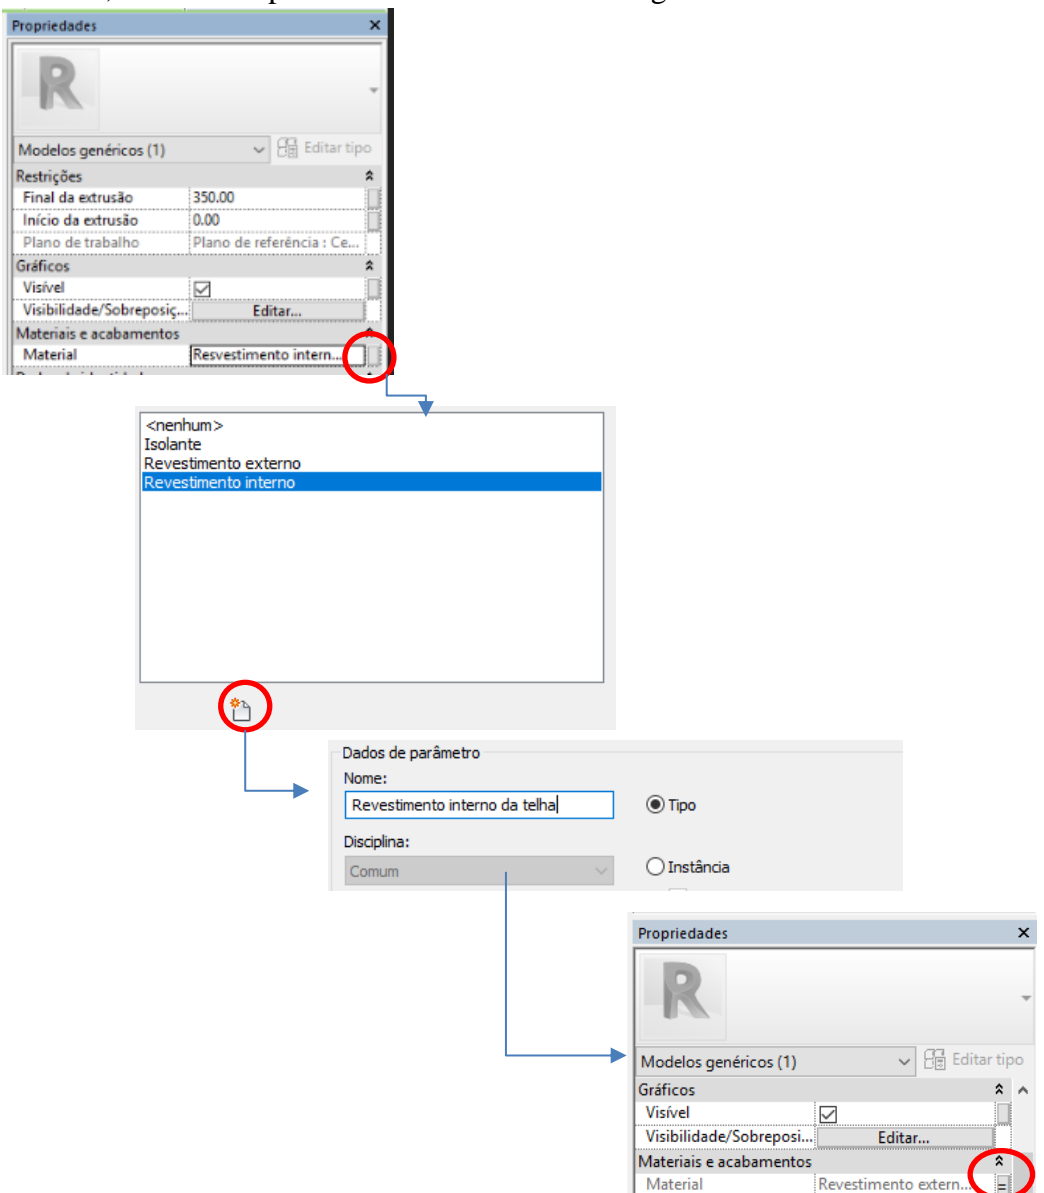 Propriedades
Modelos genéricos (1) Editar tipo
Restrições
Final da extrusão 350.00
Início da extrusão 0.00
Plano de trabalho Plano de referência : Ce...
Gráficos
Visível
Visibilidade/Sobreposiç... Editar...
Materiais e acabamentos
Material Resvestimento intern...
<nenhum>
Isolante
Revestimento externo
Revestimento interno
Dados de parâmetro
Nome:
Revestimento interno da telha Tipo
Disciplina:
Comum Instância
Propriedades
Modelos genéricos (1) Editar tipo
Gráficos
Visível
Visibilidade/Sobreposi... Editar...
Materiais e acabamentos
Material Revestimento extern... =